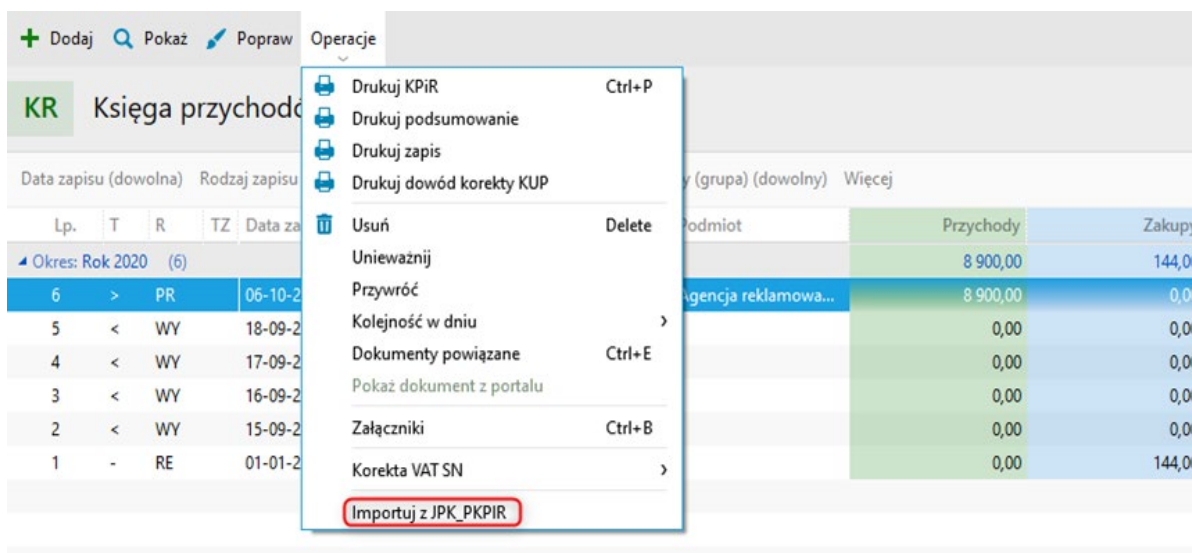 Dodaj Pokaż Popraw Operacje
KR Księga przychodó
Drukuj KPiR Ctrl+P
Drukuj podsumowanie
Drukuj zapis
Drukuj dowód korekty KUP
Usuń Delete
Unieważnij
Przywróć
Kolejność w dniu
Dokumenty powiązane Ctrl+E
Pokaż dokument z portalu
Załączniki Ctrl+B
Korekta VAT SN
Importuj z JPK_PKPIR
Data zapisu (dowolna) Rodzaj zapisu y (grupa) (dowolny) Więcej
Lp. T R TZ Data za Podmiot Przychody Zakupy
Okres: Rok 2020 (6) 8 900,00 144,0
6 > PR 06-10-2 Agencja reklamowa... 8 900,00 0,0
5 < WY 18-09-2 0,00 0,0
4 < WY 17-09-2 0,00 0,0
3 < WY 16-09-2 0,00 0,0
2 < WY 15-09-2 0,00 0,0
1 - RE 01-01-2 0,00 144,0